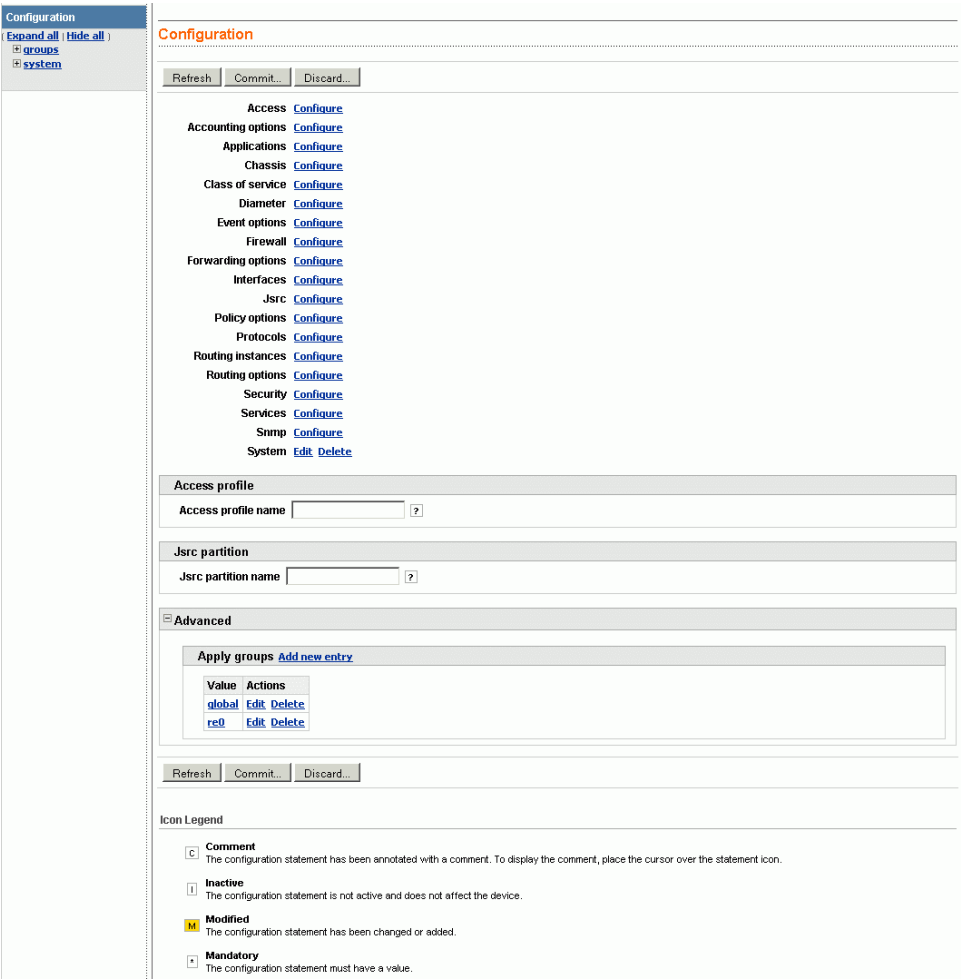 Configuration
( Expand all | Hide all )
groups
system
Configuration
Refresh Commit... Discard...
Access Configure
Accounting options Configure
Applications Configure
Chassis Configure
Class of service Configure
Diameter Configure
Event options Configure
Firewall Configure
Forwarding options Configure
Interfaces Configure
Jsrc Configure
Policy options Configure
Protocols Configure
Routing instances Configure
Routing options Configure
Security Configure
Services Configure
Snmp Configure
System Edit Delete
Access profile
Access profile name ?
Jsrc partition
Jsrc partition name ?
Advanced
Apply groups Add new entry
Value Actions
global Edit Delete
re0 Edit Delete
Refresh Commit... Discard...
Icon Legend
C Comment
The configuration statement has been annotated with a comment. To display the comment, place the cursor over the statement icon.
I Inactive
The configuration statement is not active and does not affect the device.
M Modified
The configuration statement has been changed or added.
* Mandatory
The configuration statement must have a value.